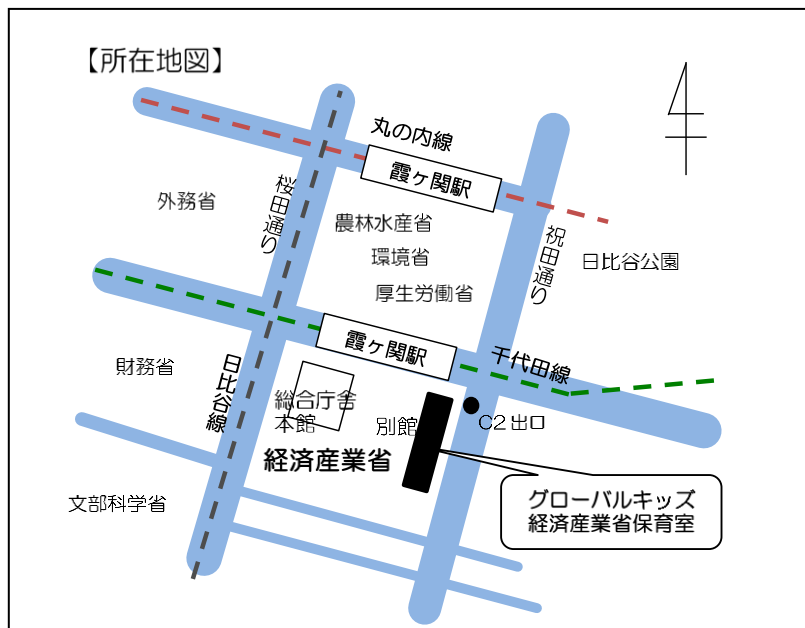 【所在地図】
丸の内線
霞ヶ関駅
桜田通り
外務省
農林水産省
環境省
厚生労働省
祝田通り
日比谷公園
霞ヶ関駅
千代田線
財務省
日比谷線
総合庁舎
本館
別館
C2出口
経済産業省
文部科学省
グローバルキッズ
経済産業省保育室